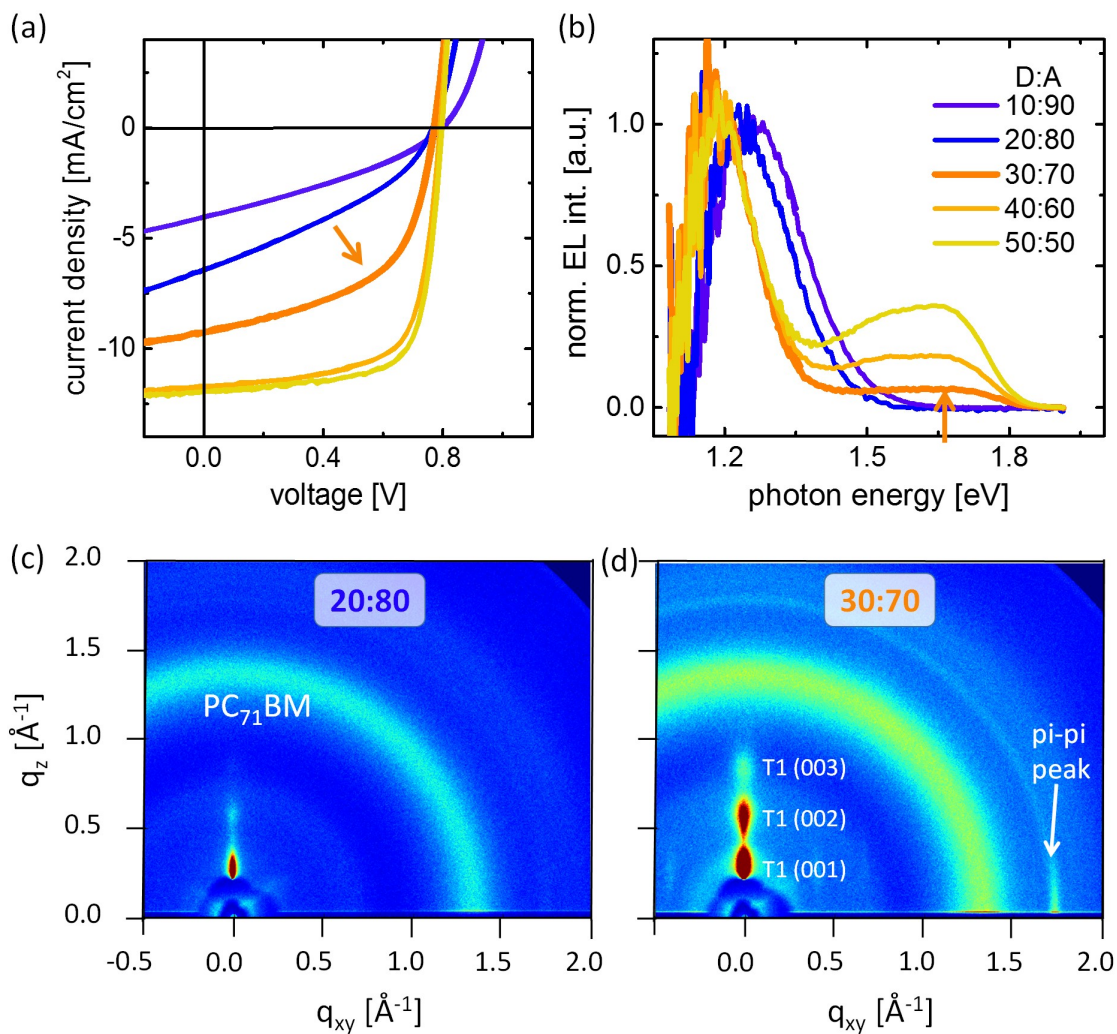 (a)
current density [mA/cm²]
0
-5
-10
0.0 0.4 0.8
voltage [V]
(b)
norm. EL int. [a.u.]
1.0
0.5
0.0
1.2 1.5 1.8
photon energy [eV]
D:A
10:90
20:80
30:70
40:60
50:50
(c)
2.0
1.5
1.0
0.5
0.0
q_z [Å⁻¹]
20:80
PC₇₁BM
-0.5 0.0 0.5 1.0 1.5 2.0
q_xy [Å⁻¹]
(d)
30:70
pi-pi
peak
T1 (003)
T1 (002)
T1 (001)
0.0 0.5 1.0 1.5 2.0
q_xy [Å⁻¹]